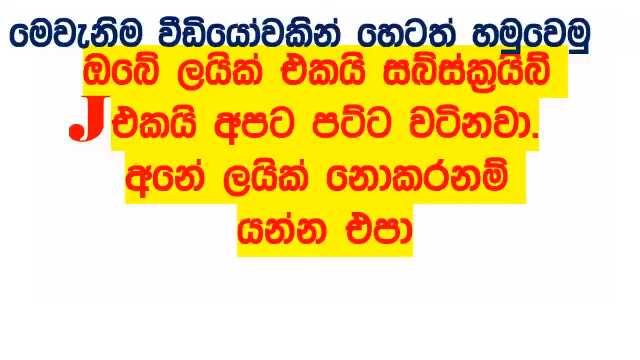 මෙවැනිම වීඩියෝවකින් හෙටත් හමුවෙමු
ඔබේ ලයික් එකයි සබ්ස්ක්‍රයිබ්
J එකයි අපට පට්ට වටිනවා.
අනේ ලයික් නොකරනම්
යන්න එපා